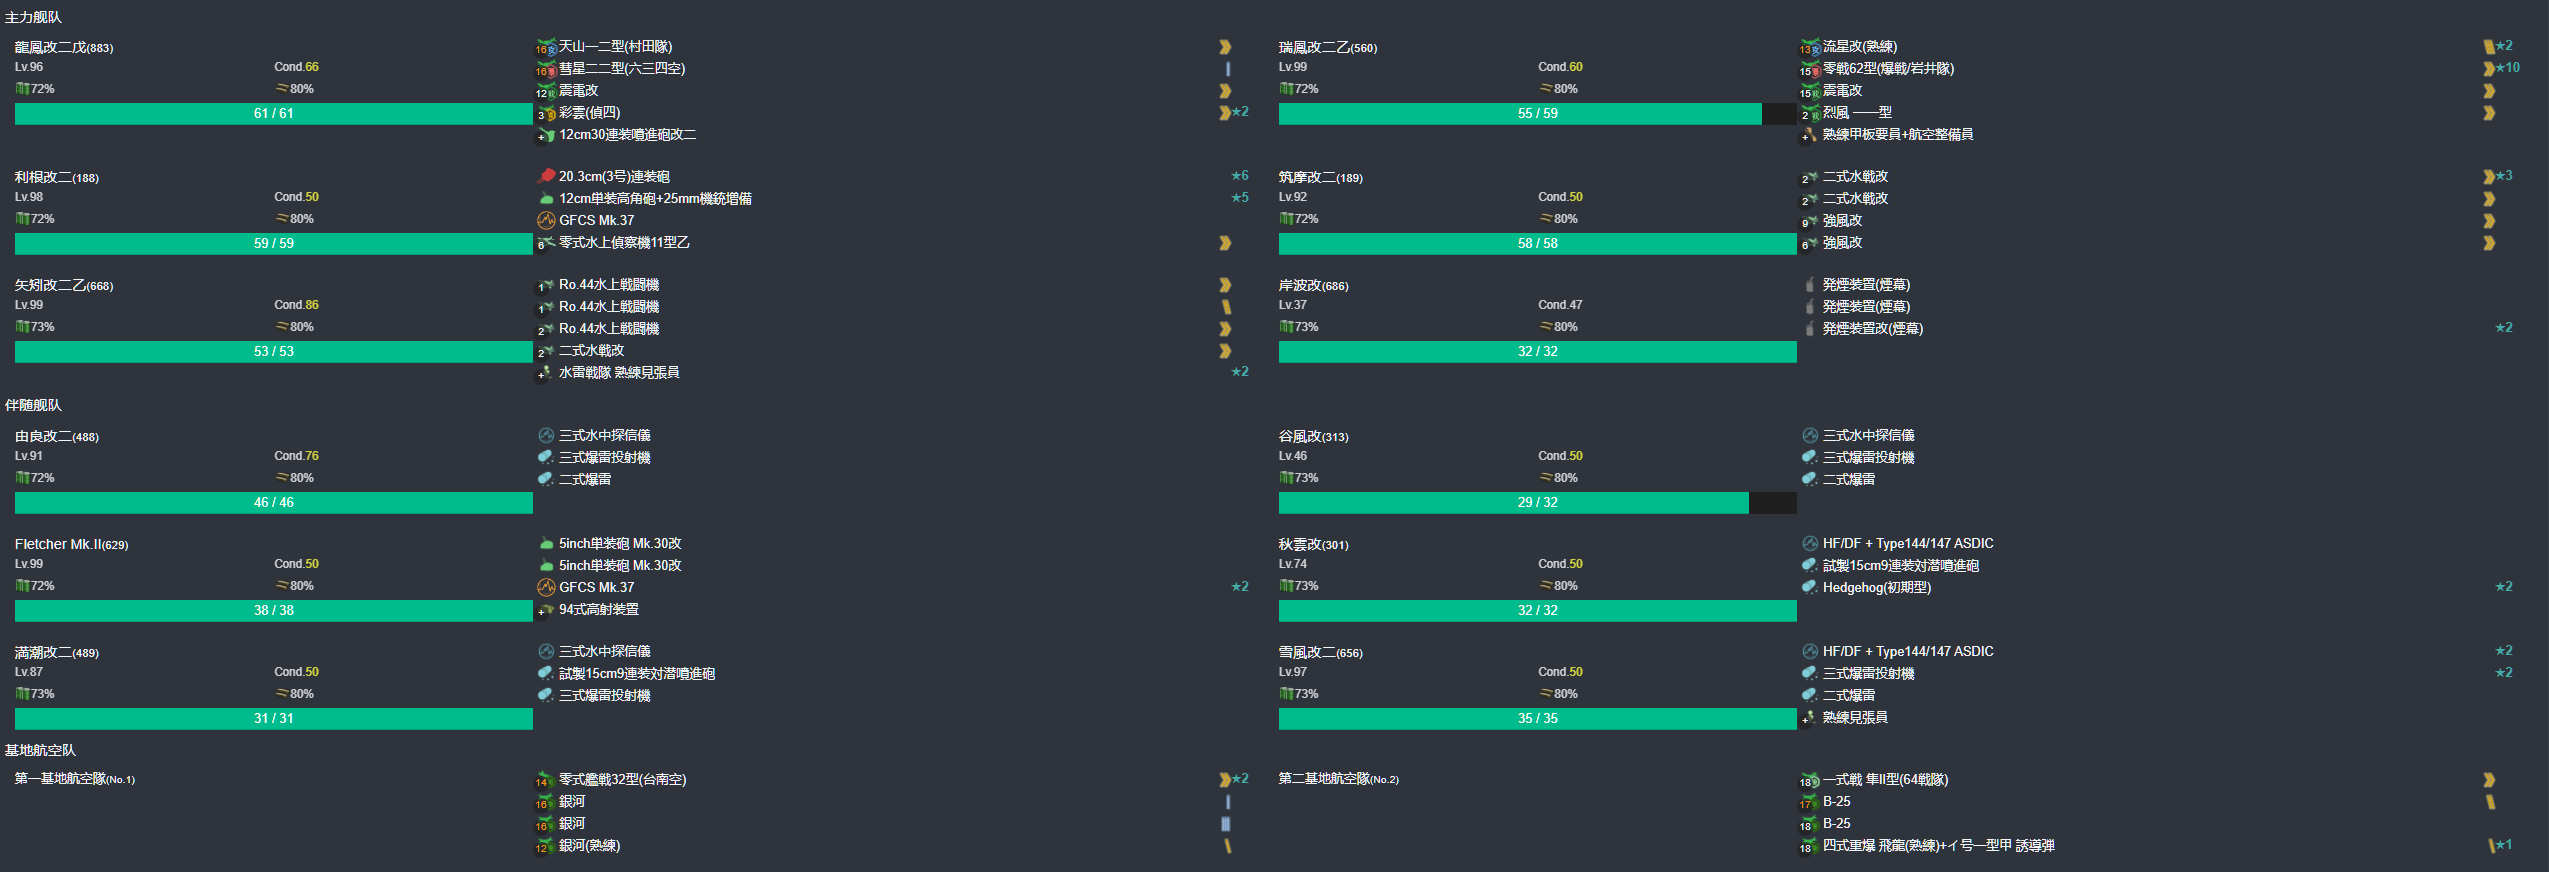 主力舰队
龍鳳改二戊(883)
Lv.96 Cond.66
72% 80%
61 / 61
16 天山一二型(村田隊)
16 彗星二二型(六三四空)
12 震電改
3 彩雲(偵四) ★2
+ 12cm30連装噴進砲改二
瑞鳳改二乙(560)
Lv.99 Cond.60
72% 80%
55 / 59
13 流星改(熟練) ★2
15 零戦62型(爆戦/岩井隊) ★10
15 震電改
2 烈風 一一型
+ 熟練甲板要員+航空整備員
利根改二(188)
Lv.98 Cond.50
72% 80%
59 / 59
20.3cm(3号)連装砲 ★6
12cm単装高角砲+25mm機銃増備 ★5
GFCS Mk.37
6 零式水上偵察機11型乙
筑摩改二(189)
Lv.92 Cond.50
72% 80%
58 / 58
2 二式水戦改 ★3
2 二式水戦改
9 強風改
6 強風改
矢矧改二乙(668)
Lv.99 Cond.86
73% 80%
53 / 53
1 Ro.44水上戦闘機
1 Ro.44水上戦闘機
2 Ro.44水上戦闘機
2 二式水戦改
+ 水雷戦隊 熟練見張員 ★2
岸波改(686)
Lv.37 Cond.47
73% 80%
32 / 32
発煙装置(煙幕)
発煙装置(煙幕)
発煙装置改(煙幕) ★2
伴随舰队
由良改二(488)
Lv.91 Cond.76
72% 80%
46 / 46
三式水中探信儀
三式爆雷投射機
二式爆雷
谷風改(313)
Lv.46 Cond.50
73% 80%
29 / 32
三式水中探信儀
三式爆雷投射機
二式爆雷
Fletcher Mk.II(629)
Lv.99 Cond.50
72% 80%
38 / 38
5inch単装砲 Mk.30改
5inch単装砲 Mk.30改
GFCS Mk.37 ★2
+ 94式高射装置
秋雲改(301)
Lv.74 Cond.50
73% 80%
32 / 32
HF/DF + Type144/147 ASDIC
試製15cm9連装対潜噴進砲
Hedgehog(初期型) ★2
満潮改二(489)
Lv.87 Cond.50
73% 80%
31 / 31
三式水中探信儀
試製15cm9連装対潜噴進砲
三式爆雷投射機
雪風改二(656)
Lv.97 Cond.50
73% 80%
35 / 35
HF/DF + Type144/147 ASDIC ★2
三式爆雷投射機 ★2
二式爆雷
+ 熟練見張員
基地航空队
第一基地航空隊(No.1)
14 零式艦戦32型(台南空) ★2
16 銀河
16 銀河
12 銀河(熟練)
第二基地航空隊(No.2)
18 一式戦 隼II型(64戦隊)
17 B-25
18 B-25
18 四式重爆 飛龍(熟練)+イ号一型甲 誘導弾 ★1